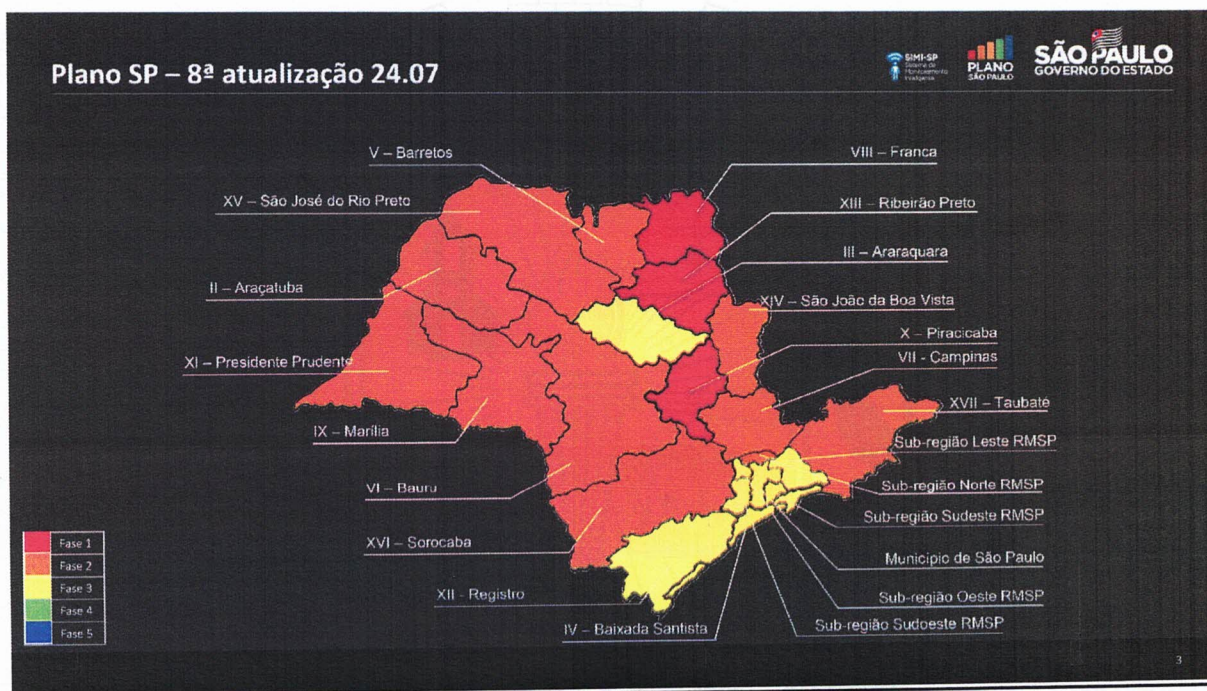 Plano SP – 8ª atualização 24.07
SIMI-SP
Sistema de
Monitoramento
Inteligente
PLANO
SÃO PAULO
SÃO PAULO
GOVERNO DO ESTADO
V – Barretos
VIII – Franca
XV – São José do Rio Preto
XIII – Ribeirão Preto
III – Araraquara
II – Araçatuba
XIV – São João da Boa Vista
X – Piracicaba
XI – Presidente Prudente
VII - Campinas
XVII – Taubaté
IX – Marília
Sub-região Leste RMSP
VI – Bauru
Sub-região Norte RMSP
Sub-região Sudeste RMSP
XVI – Sorocaba
Município de São Paulo
XII - Registro
Sub-região Oeste RMSP
IV – Baixada Santista
Sub-região Sudoeste RMSP
Fase 1
Fase 2
Fase 3
Fase 4
Fase 5
3